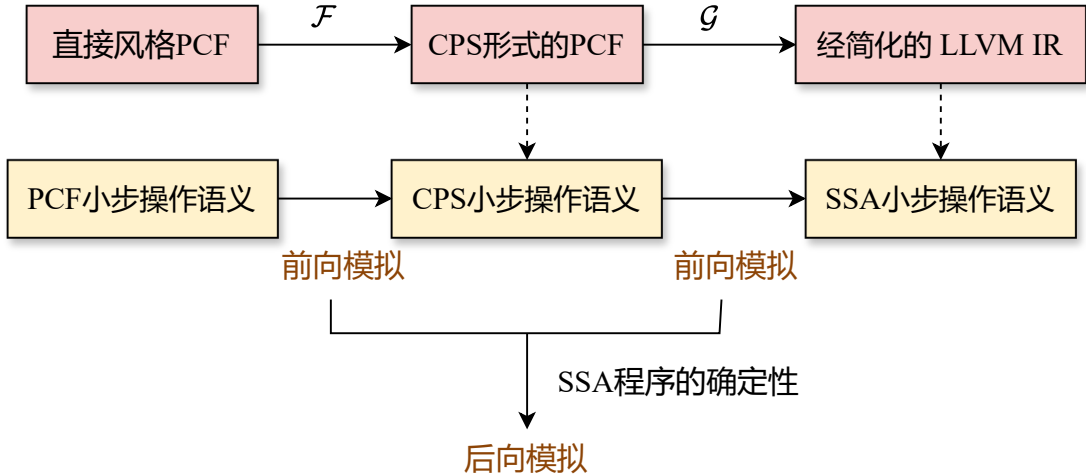 ℱ
𝒢
直接风格PCF
CPS形式的PCF
经简化的 LLVM IR
PCF小步操作语义
CPS小步操作语义
SSA小步操作语义
前向模拟
前向模拟
SSA程序的确定性
后向模拟